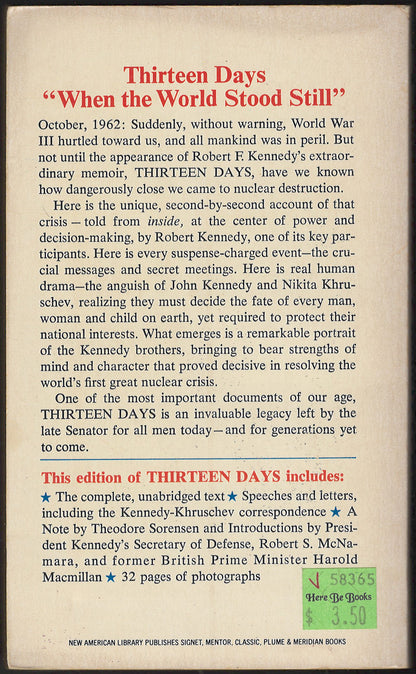 Thirteen Days
“When the World Stood Still”
October, 1962: Suddenly, without warning, World War
III hurtled toward us, and all mankind was in peril. But
not until the appearance of Robert F. Kennedy's extraor-
dinary memoir, THIRTEEN DAYS, have we known
how dangerously close we came to nuclear destruction.
Here is the unique, second-by-second account of that
crisis—told from inside, at the center of power and
decision-making, by Robert Kennedy, one of its key par-
ticipants. Here is every suspense-charged event—the cru-
cial messages and secret meetings. Here is real human
drama—the anguish of John Kennedy and Nikita Khru-
schev, realizing they must decide the fate of every man,
woman and child on earth, yet required to protect their
national interests. What emerges is a remarkable portrait
of the Kennedy brothers, bringing to bear strengths of
mind and character that proved decisive in resolving the
world's first great nuclear crisis.
One of the most important documents of our age,
THIRTEEN DAYS is an invaluable legacy left by the
late Senator for all men today—and for generations yet
to come.
This edition of THIRTEEN DAYS includes:
★ The complete, unabridged text ★ Speeches and letters,
including the Kennedy-Khruschev correspondence ★ A
Note by Theodore Sorensen and Introductions by Presi-
dent Kennedy's Secretary of Defense, Robert S. McNa-
mara, and former British Prime Minister Harold
Macmillan ★ 32 pages of photographs
√ 58365
Here Be Books
$ 3.50
NEW AMERICAN LIBRARY PUBLISHES SIGNET, MENTOR, CLASSIC, PLUME & MERIDIAN BOOKS